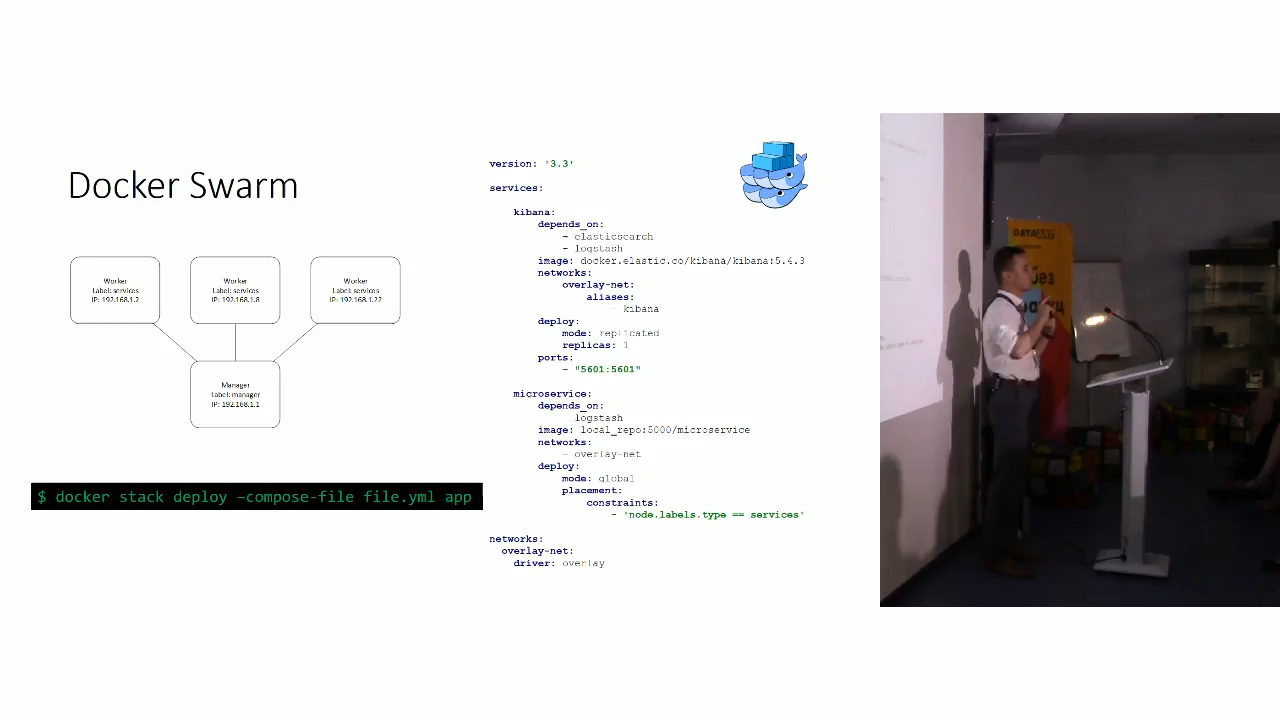 Docker Swarm
Worker
Label: services
IP: 192.168.1.2
Worker
Label: services
IP: 192.168.1.8
Worker
Label: services
IP: 192.168.1.22
Manager
Label: manager
IP: 192.168.1.1
$ docker stack deploy –compose-file file.yml app
version: '3.3'
services:
kibana:
depends_on:
- elasticsearch
- logstash
image: docker.elastic.co/kibana/kibana:5.4.3
networks:
overlay-net:
aliases:
- kibana
deploy:
mode: replicated
replicas: 1
ports:
- "5601:5601"
microservice:
depends_on:
logstash
image: local_repo:5000/microservice
networks:
- overlay-net
deploy:
mode: global
placement:
constraints:
- 'node.labels.type == services'
networks:
overlay-net:
driver: overlay
без